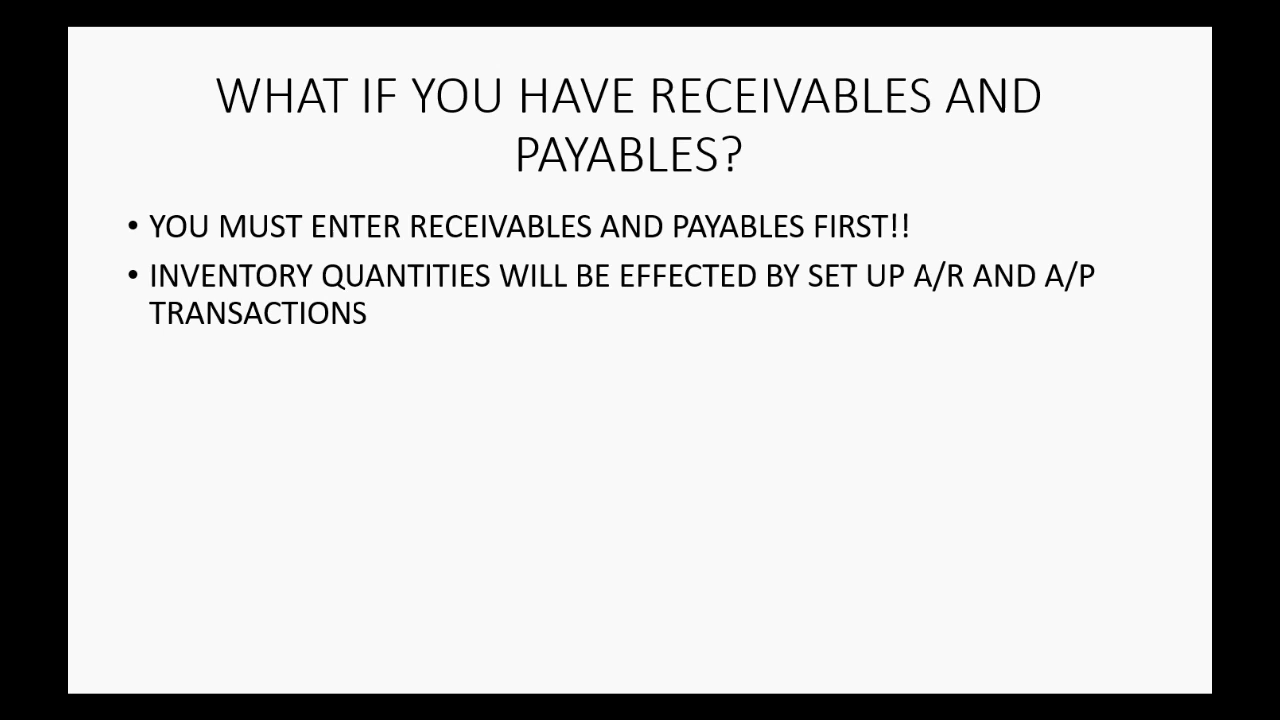 WHAT IF YOU HAVE RECEIVABLES AND
PAYABLES?
• YOU MUST ENTER RECEIVABLES AND PAYABLES FIRST!!
• INVENTORY QUANTITIES WILL BE EFFECTED BY SET UP A/R AND A/P
TRANSACTIONS